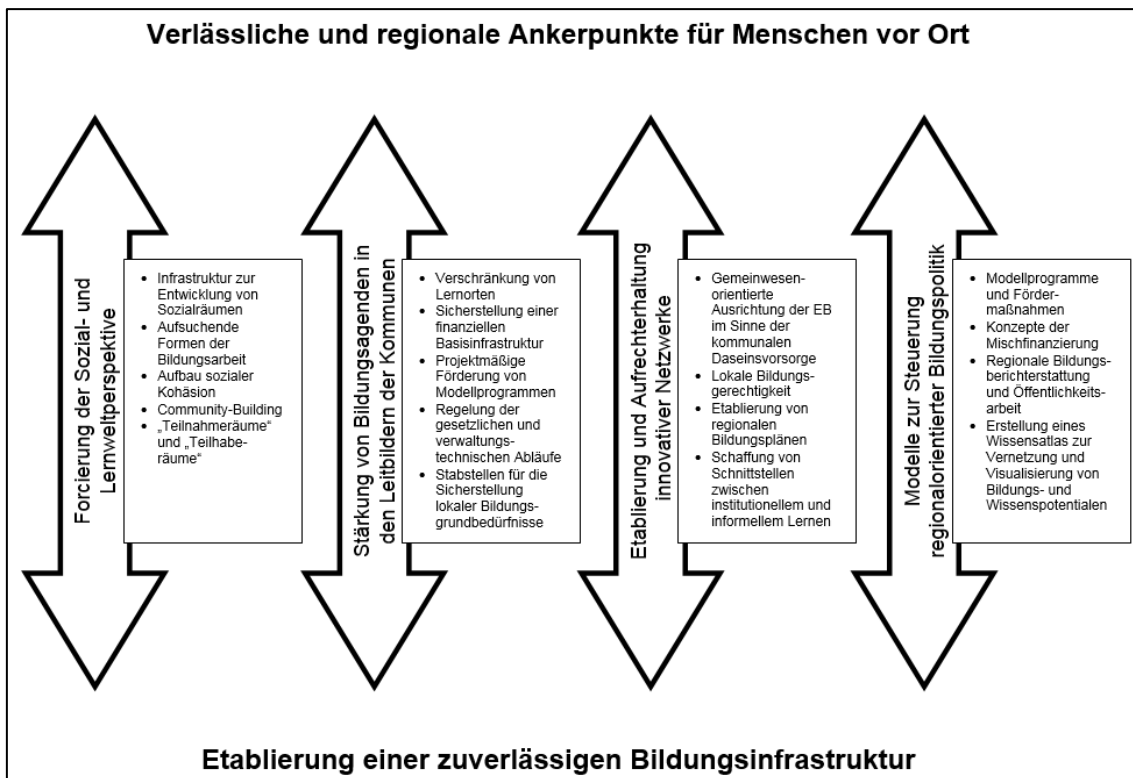 Verlässliche und regionale Ankerpunkte für Menschen vor Ort
Forcierung der Sozial- und
Lernweltperspektive
• Infrastruktur zur
Entwicklung von
Sozialräumen
• Aufsuchende
Formen der
Bildungsarbeit
• Aufbau sozialer
Kohäsion
• Community-Building
• „Teilnahmeräume“
und „Teilhabe-
räume“
Stärkung von Bildungsagenden in
den Leitbildern der Kommunen
• Verschränkung von
Lernorten
• Sicherstellung einer
finanziellen
Basisinfrastruktur
• Projektmäßige
Förderung von
Modellprogrammen
• Regelung der
gesetzlichen und
verwaltungs-
technischen Abläufe
• Stabstellen für die
Sicherstellung
lokaler Bildungs-
grundbedürfnisse
Etablierung und Aufrechterhaltung
innovativer Netzwerke
• Gemeinwesen-
orientierte
Ausrichtung der EB
im Sinne der
kommunalen
Daseinsvorsorge
• Lokale Bildungs-
gerechtigkeit
• Etablierung von
regionalen
Bildungsplänen
• Schaffung von
Schnittstellen
zwischen
institutionellem und
informellem Lernen
Modelle zur Steuerung
regionalorientierter Bildungspolitik
• Modellprogramme
und Förder-
maßnahmen
• Konzepte der
Mischfinanzierung
• Regionale Bildungs-
berichterstattung
und Öffentlichkeits-
arbeit
• Erstellung eines
Wissensatlas zur
Vernetzung und
Visualisierung von
Bildungs- und
Wissenspotentialen
Etablierung einer zuverlässigen Bildungsinfrastruktur